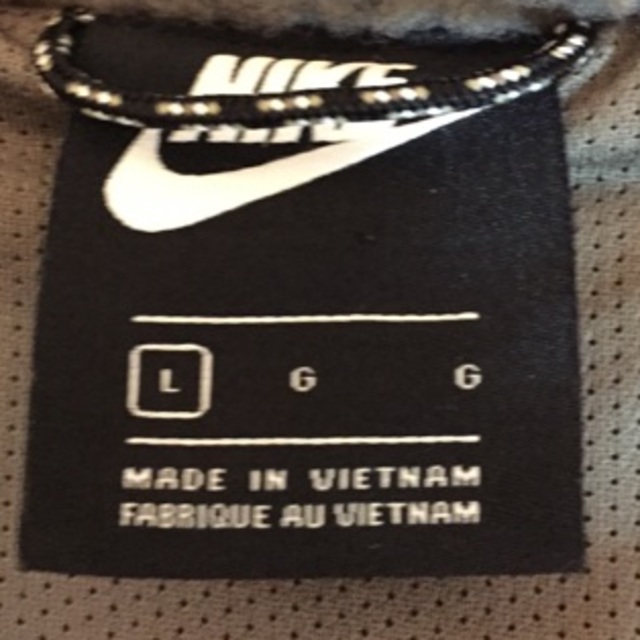 NIKE
L G G
MADE IN VIETNAM
FABRIQUE AU VIETNAM